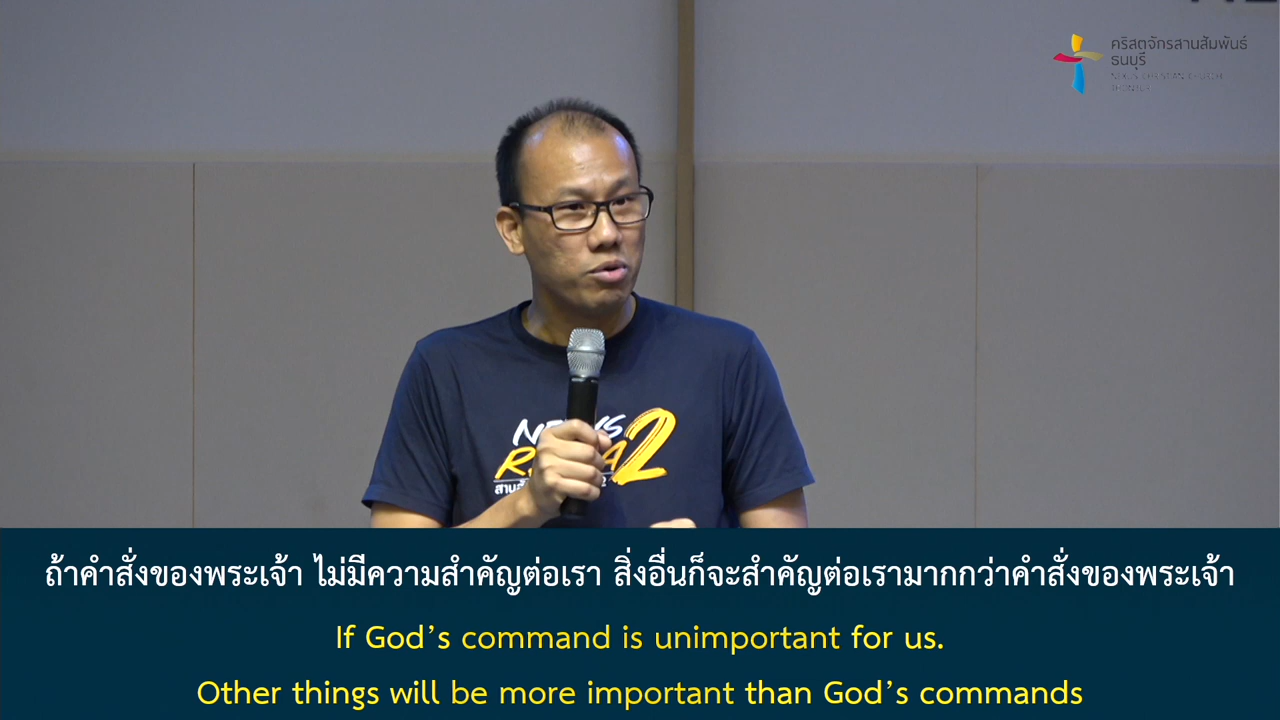 คริสตจักรสานสัมพันธ์
ธนบุรี
NEXUS CHRISTIAN CHURCH
THONBURI
2
ถ้าคำสั่งของพระเจ้า ไม่มีความสำคัญต่อเรา สิ่งอื่นก็จะสำคัญต่อเรามากกว่าคำสั่งของพระเจ้า
If God's command is unimportant for us.
Other things will be more important than God's commands